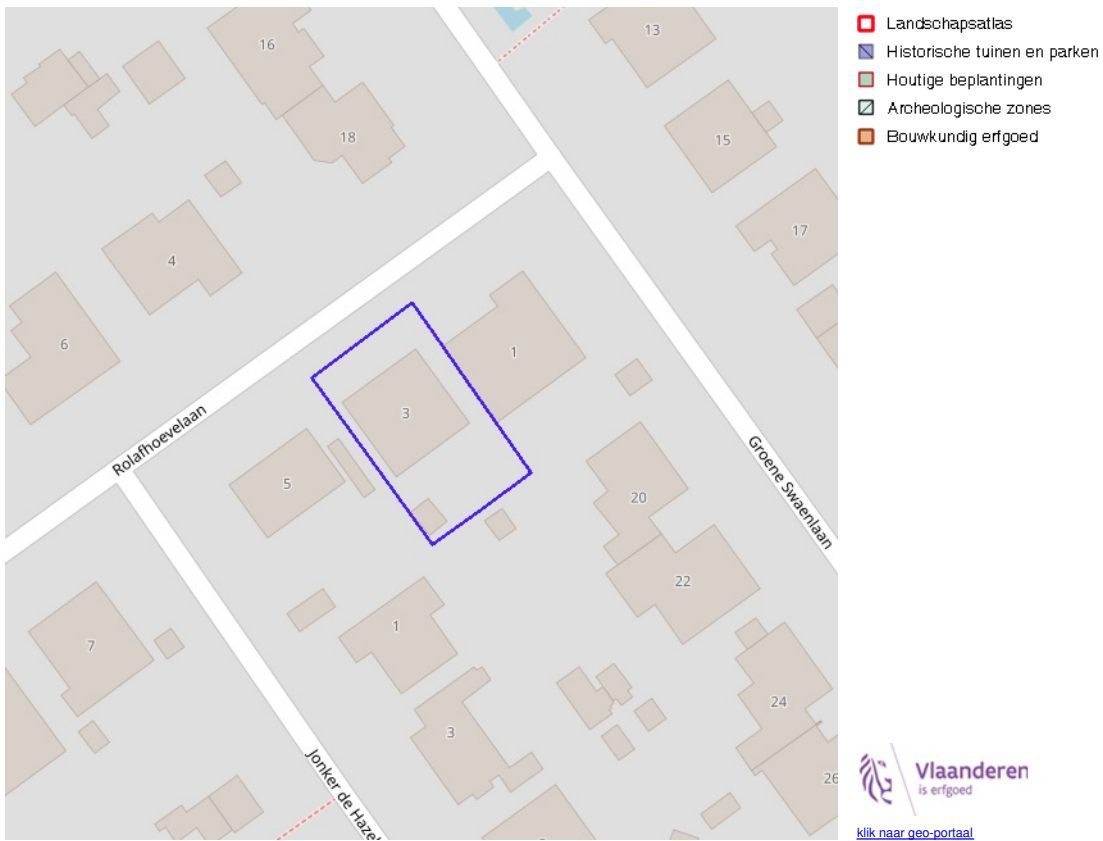 16
13
18
15
17
4
6
1
3
5
Rolafhoevelaan
Groene Swaenlaan
20
22
7
1
3
24
26
Jonker de Haze
Landschapsatlas
Historische tuinen en parken
Houtige beplantingen
Archeologische zones
Bouwkundig erfgoed
Vlaanderen
is erfgoed
klik naar geo-portaal